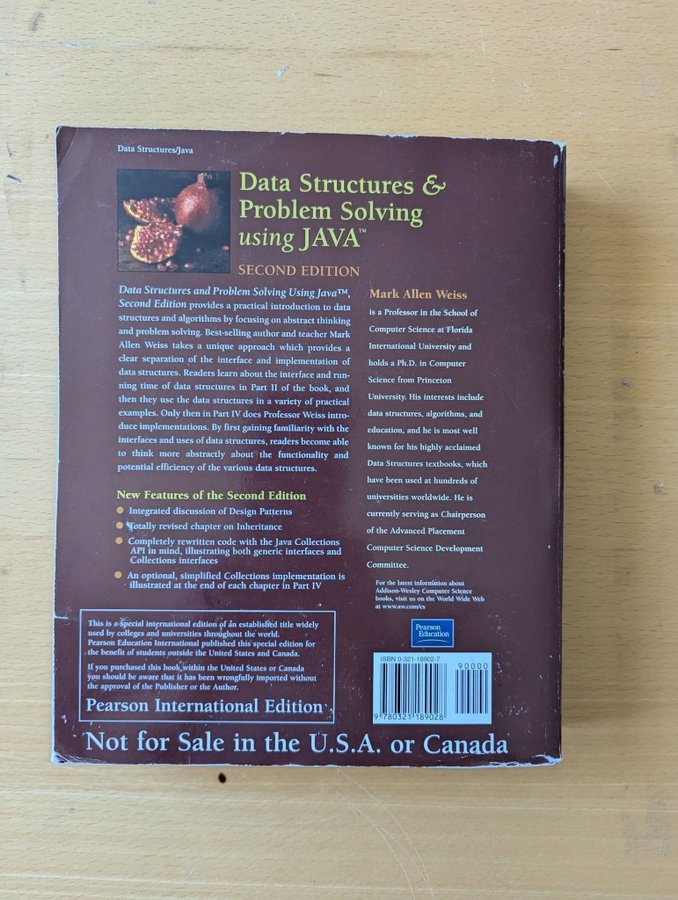 Data Structures/Java
Data Structures &
Problem Solving
using JAVA™
SECOND EDITION
Data Structures and Problem Solving Using Java™,
Second Edition provides a practical introduction to data
structures and algorithms by focusing on abstract thinking
and problem solving. Best-selling author and teacher Mark
Allen Weiss takes a unique approach which provides a
clear separation of the interface and implementation of
data structures. Readers learn about the interface and run-
ning time of data structures in Part II of the book, and
then they use the data structures in a variety of practical
examples. Only then in Part IV does Professor Weiss intro-
duce implementations. By first gaining familiarity with the
interfaces and uses of data structures, readers become able
to think more abstractly about the functionality and
potential efficiency of the various data structures.
New Features of the Second Edition
• Integrated discussion of Design Patterns
• Totally revised chapter on Inheritance
• Completely rewritten code with the Java Collections
API in mind, illustrating both generic interfaces and
Collections interfaces
• An optional, simplified Collections implementation is
illustrated at the end of each chapter in Part IV
Mark Allen Weiss
is a Professor in the School of
Computer Science at Florida
International University and
holds a Ph.D. in Computer
Science from Princeton
University. His interests include
data structures, algorithms, and
education, and he is most well
known for his highly acclaimed
Data Structures textbooks, which
have been used at hundreds of
universities worldwide. He is
currently serving as Chairperson
of the Advanced Placement
Computer Science Development
Committee.
For the latest information about
Addison-Wesley Computer Science
books, visit us on the World Wide Web
at www.aw.com/cs
This is a special international edition of an established title widely
used by colleges and universities throughout the world.
Pearson Education International published this special edition for
the benefit of students outside the United States and Canada.
If you purchased this book within the United States or Canada
you should be aware that it has been wrongfully imported without
the approval of the Publisher or the Author.
Pearson International Edition
Pearson
Education
ISBN 0-321-18902-7
90000
9 780321 189028
Not for Sale in the U.S.A. or Canada